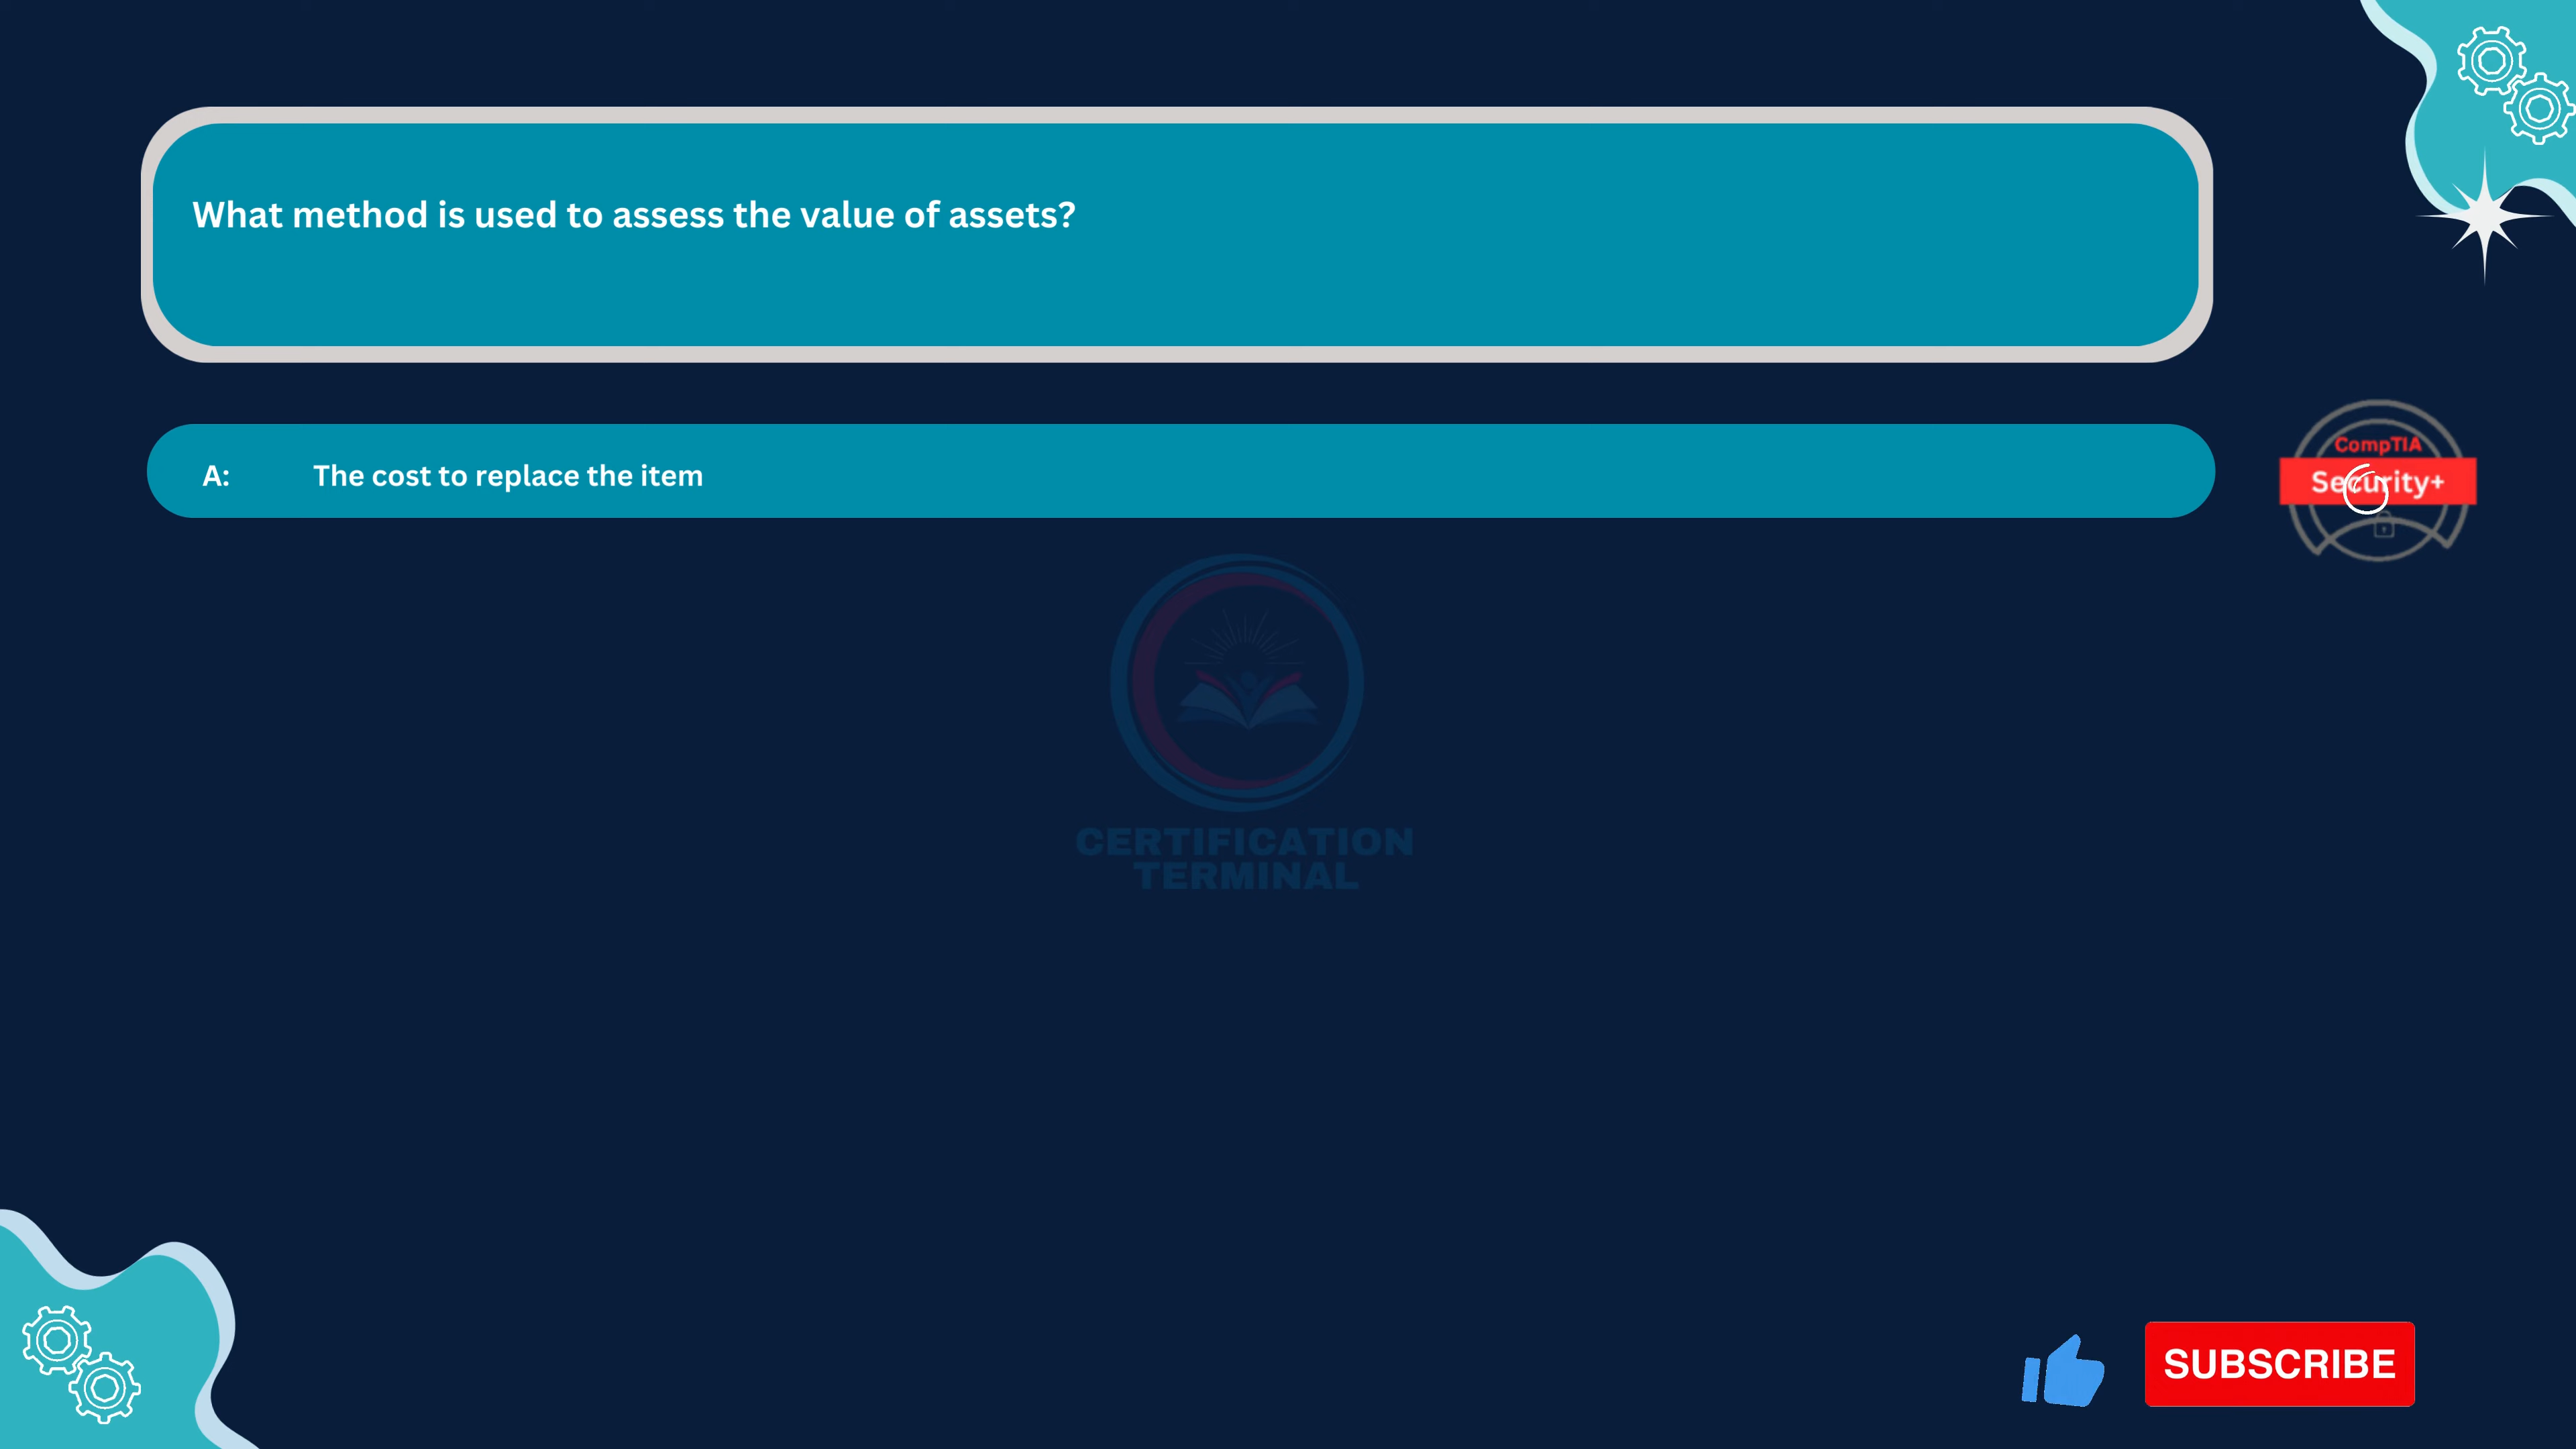 What method is used to assess the value of assets?
A: The cost to replace the item
CompTIA
Security+
CERTIFICATION
TERMINAL
SUBSCRIBE